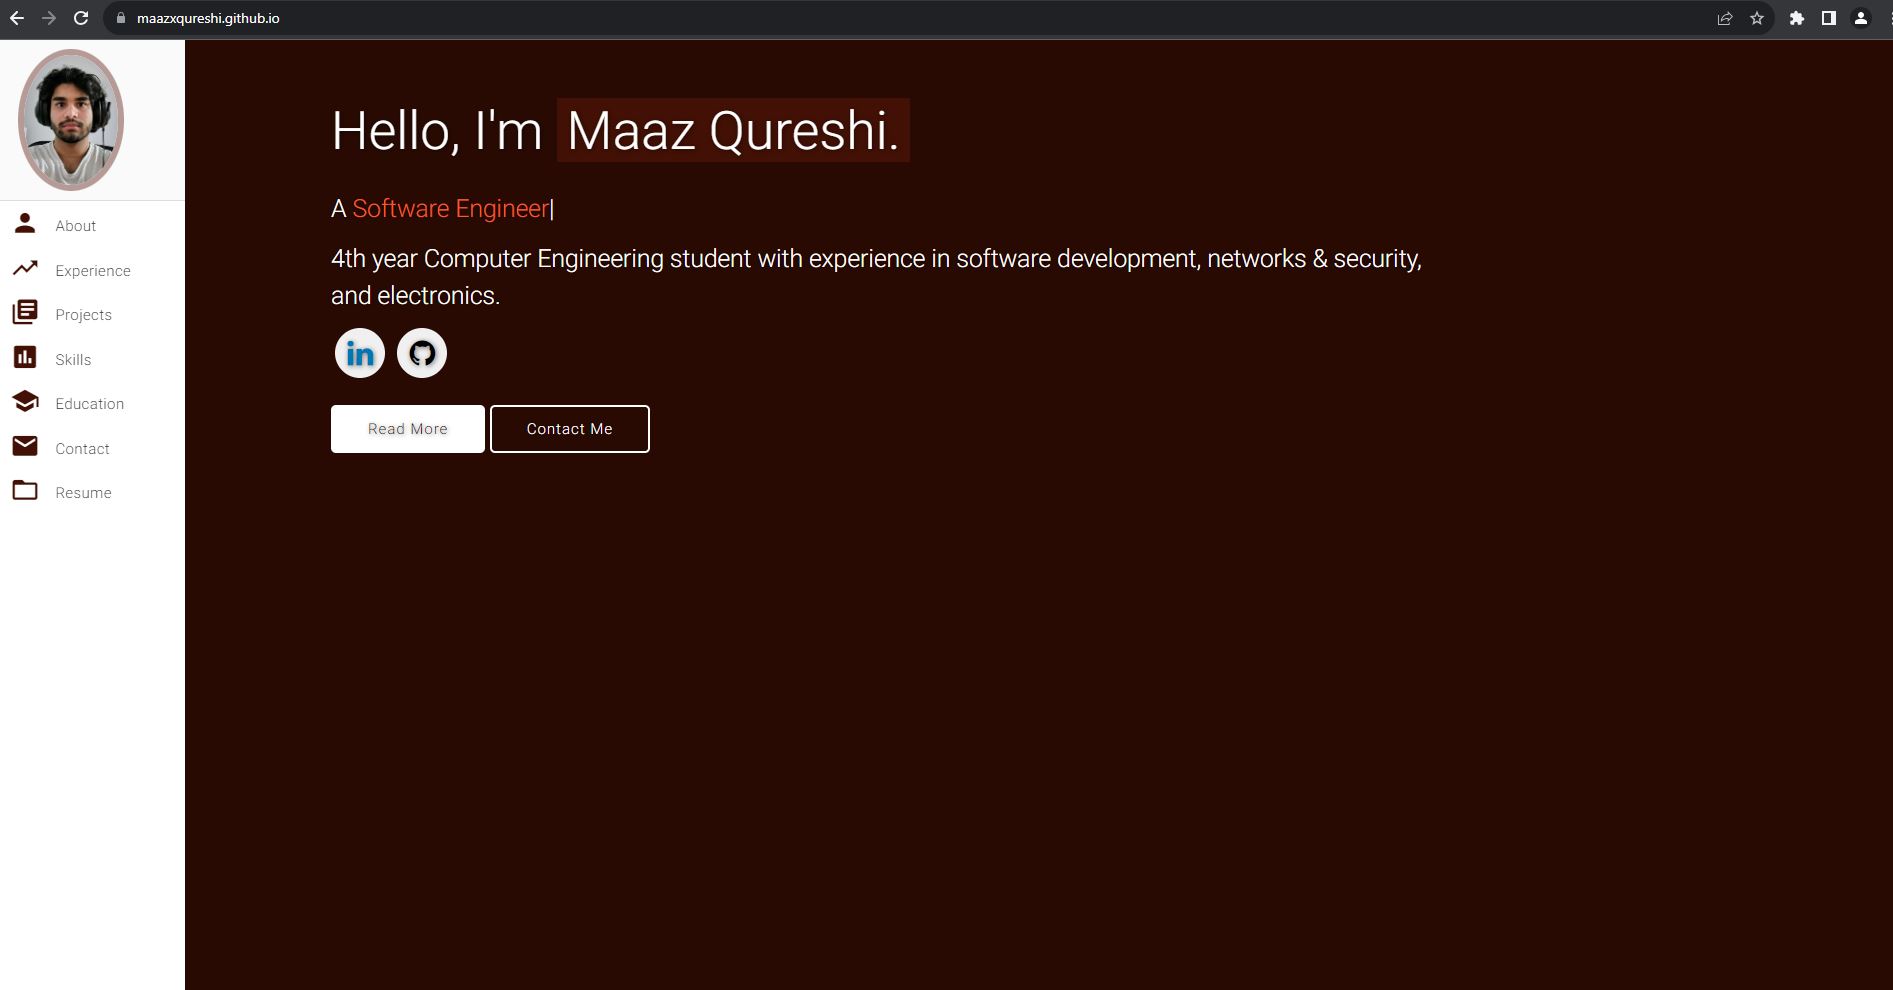 maazxqureshi.github.io
Hello, I'm Maaz Qureshi.
A Software Engineer|
4th year Computer Engineering student with experience in software development, networks & security,
and electronics.
in
Read More
Contact Me
About
Experience
Projects
Skills
Education
Contact
Resume